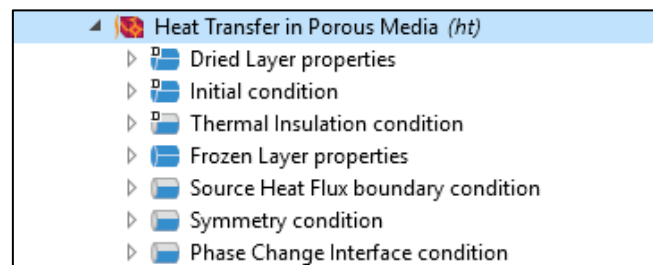 Heat Transfer in Porous Media (ht)
D Dried Layer properties
D Initial condition
D Thermal Insulation condition
Frozen Layer properties
Source Heat Flux boundary condition
Symmetry condition
Phase Change Interface condition